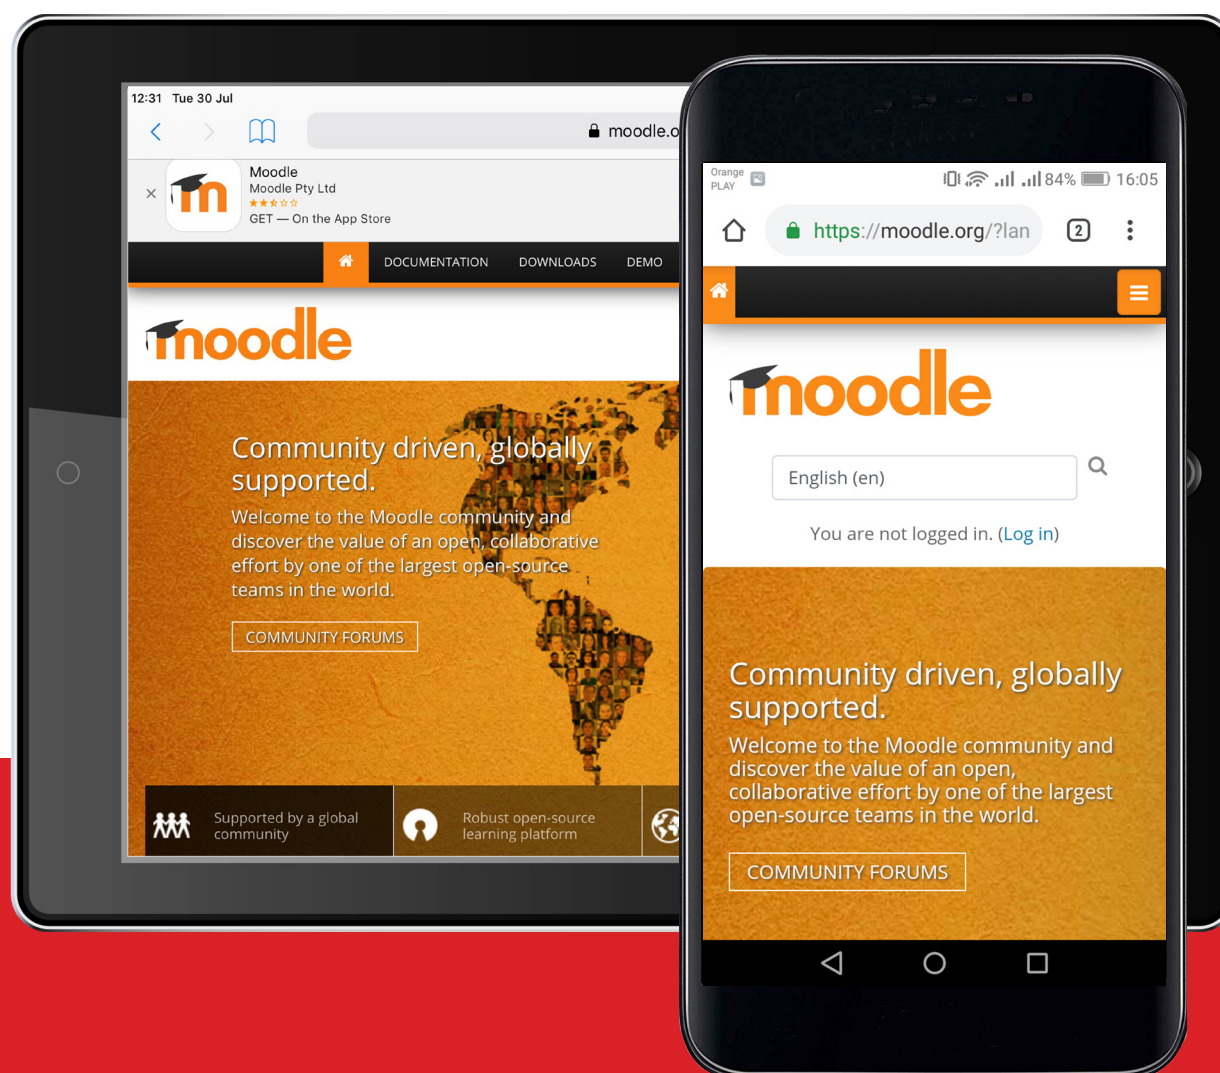 12:31 Tue 30 Jul
moodle.o
Moodle
Moodle Pty Ltd
GET — On the App Store
m
DOCUMENTATION DOWNLOADS DEMO
moodle
Community driven, globally
supported.
Welcome to the Moodle community and
discover the value of an open, collaborative
effort by one of the largest open-source
teams in the world.
COMMUNITY FORUMS
Supported by a global
community
Robust open-source
learning platform
Orange
PLAY
84% 16:05
https://moodle.org/?lan
2
moodle
English (en)
You are not logged in. (Log in)
Community driven, globally
supported.
Welcome to the Moodle community and
discover the value of an open,
collaborative effort by one of the largest
open-source teams in the world.
COMMUNITY FORUMS